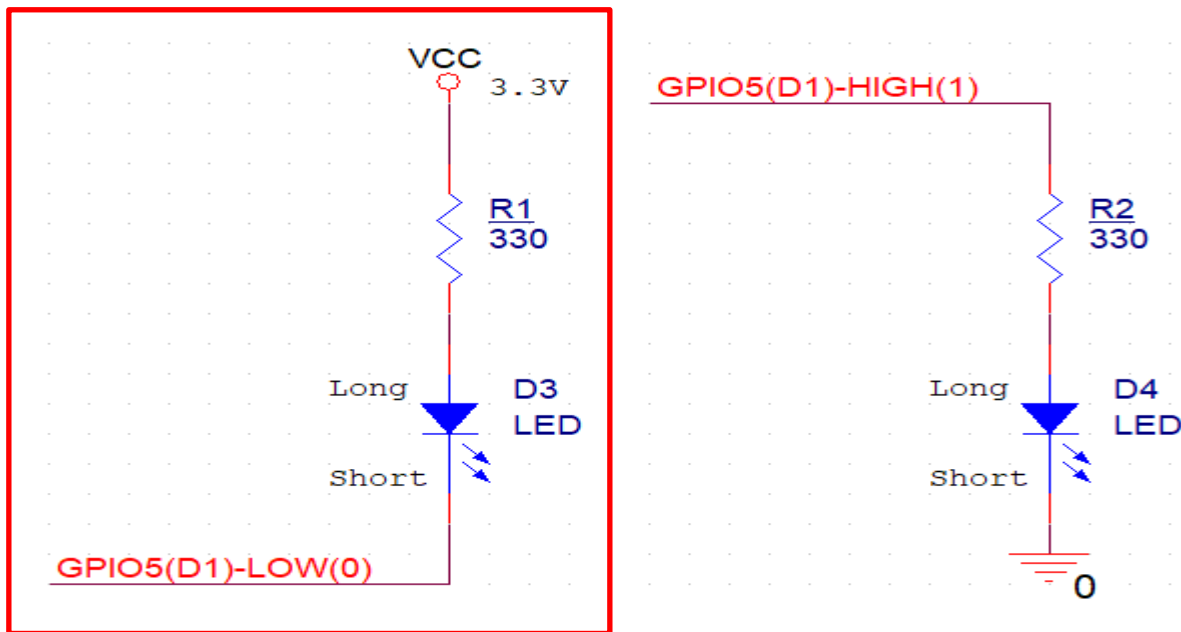 VCC
3.3V
R1
330
Long
D3
LED
Short
GPIO5(D1)-LOW(0)
GPIO5(D1)-HIGH(1)
R2
330
Long
D4
LED
Short
0